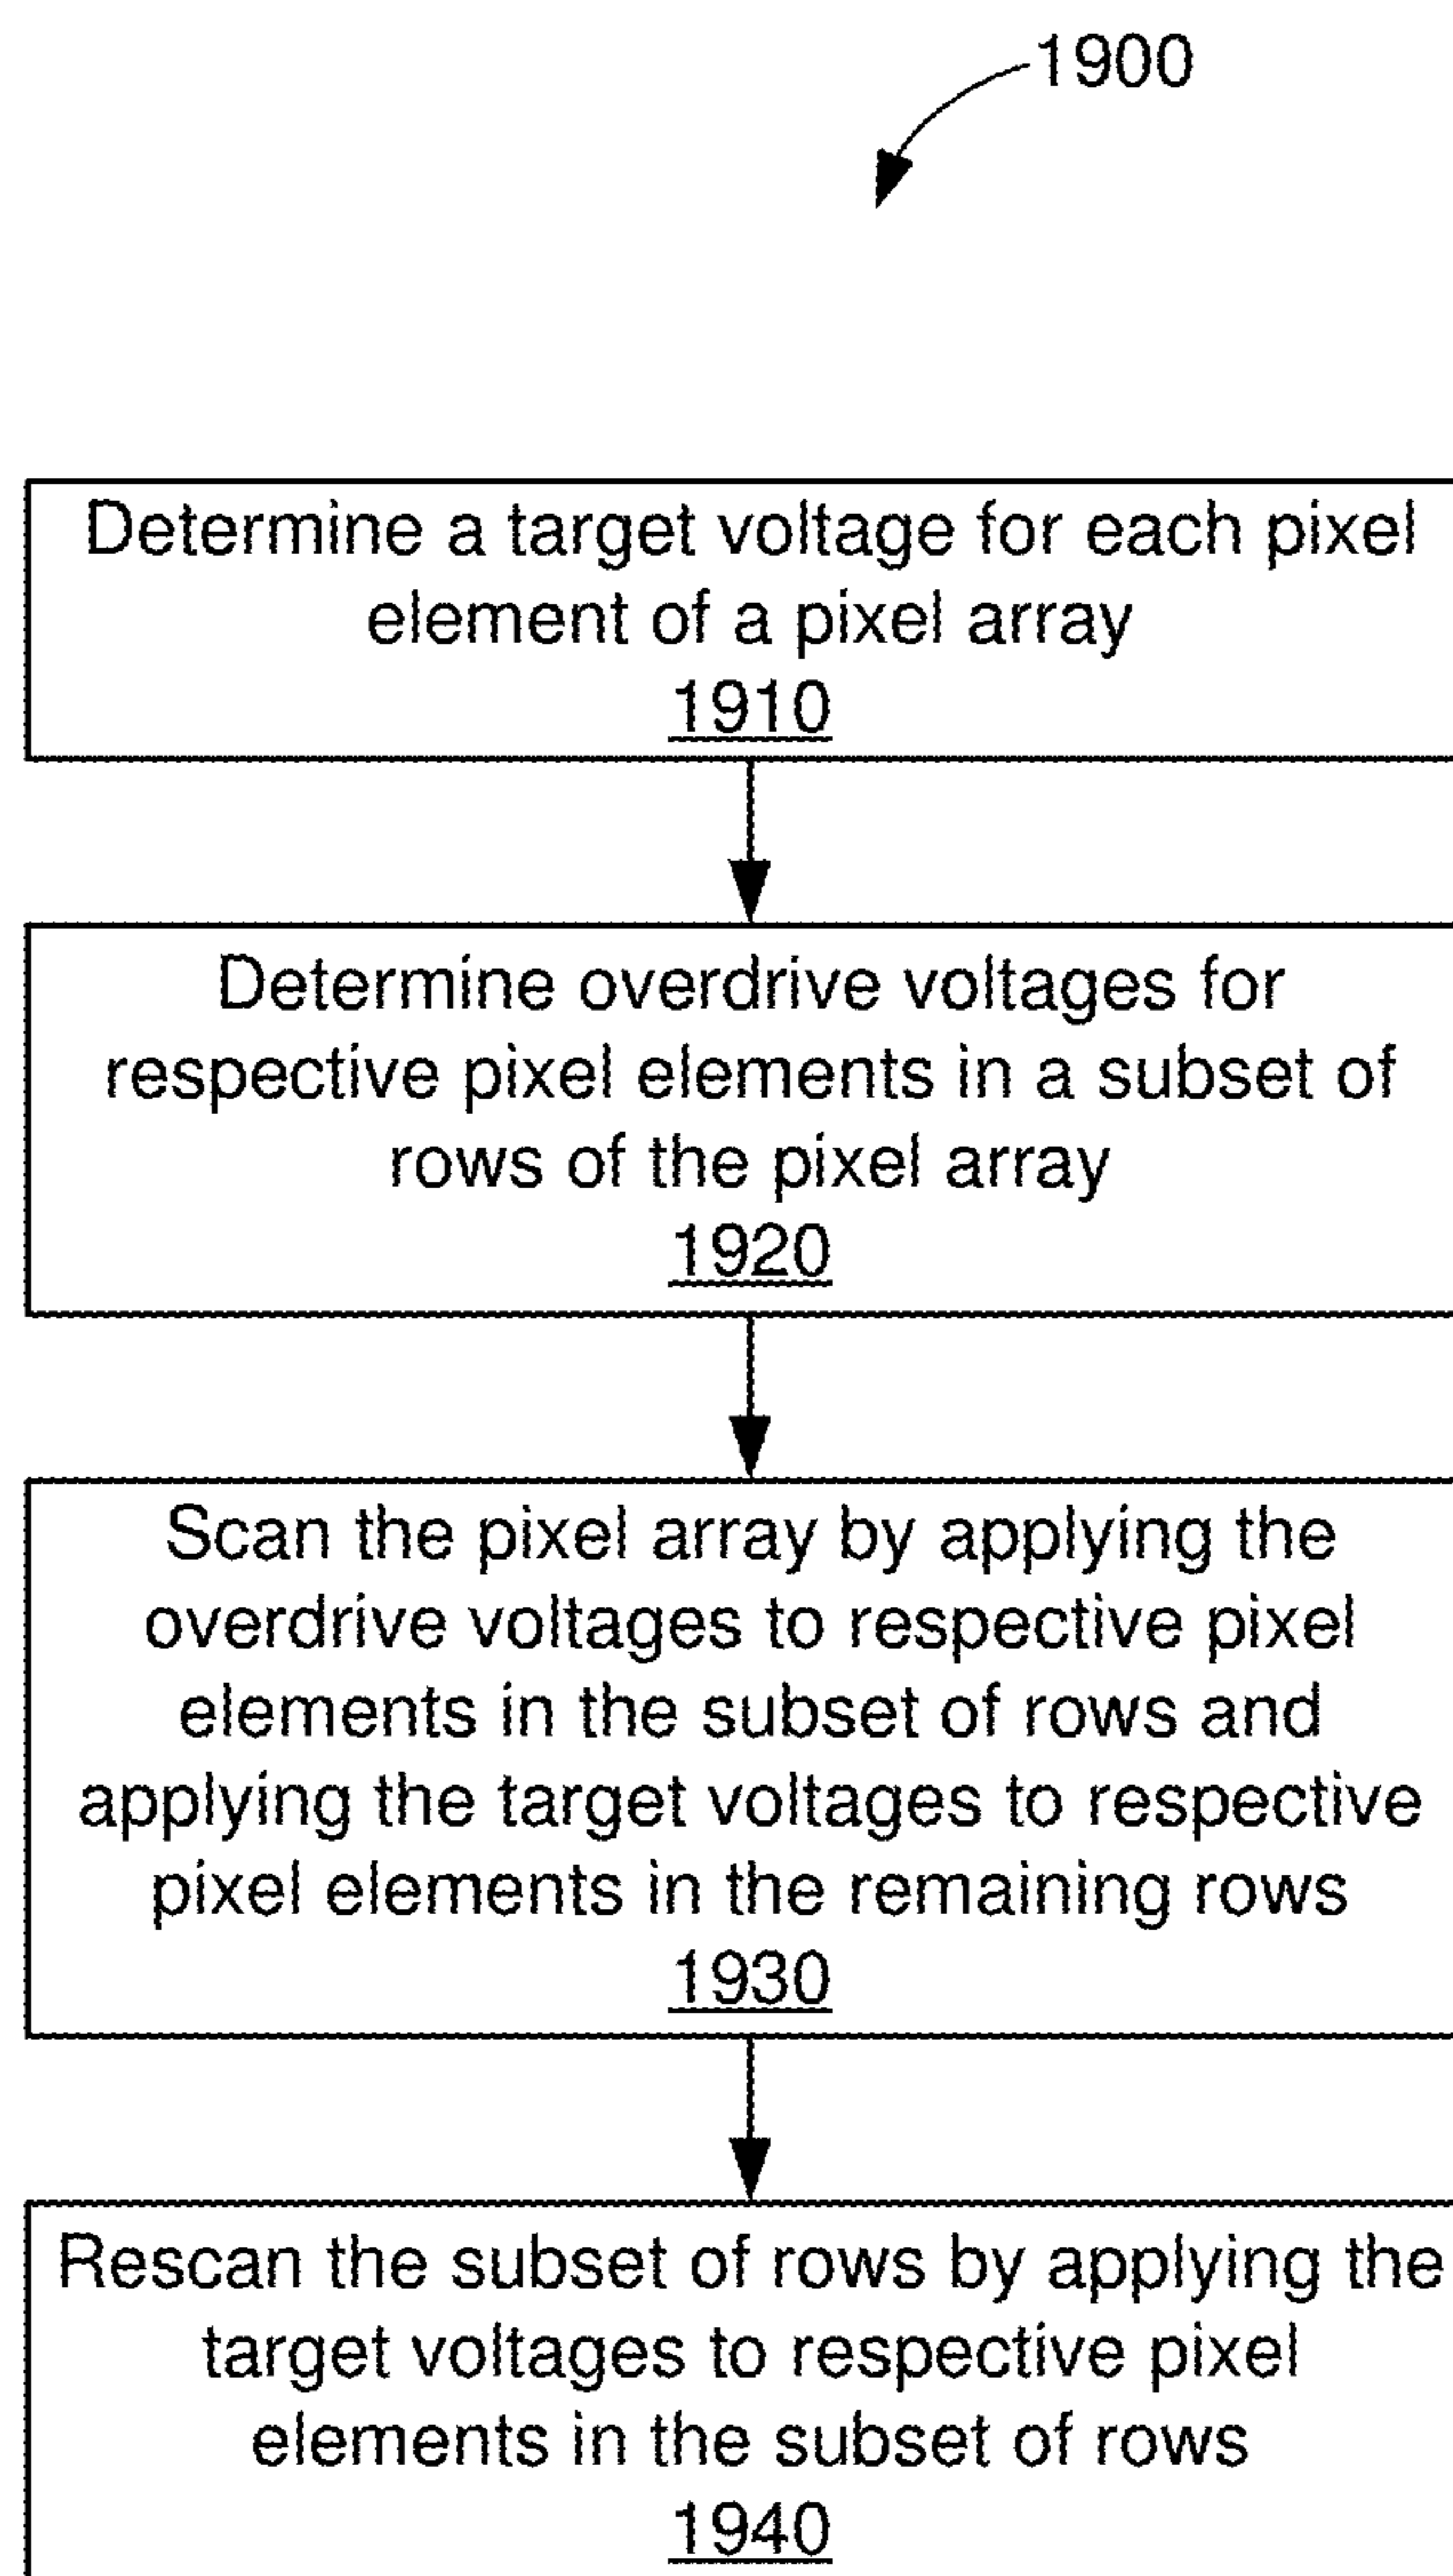 1900
Determine a target voltage for each pixel
element of a pixel array
1910
Determine overdrive voltages for
respective pixel elements in a subset of
rows of the pixel array
1920
Scan the pixel array by applying the
overdrive voltages to respective pixel
elements in the subset of rows and
applying the target voltages to respective
pixel elements in the remaining rows
1930
Rescan the subset of rows by applying the
target voltages to respective pixel
elements in the subset of rows
1940